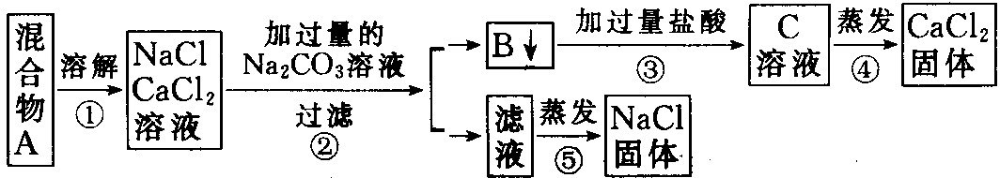 混合物A
溶解
①
NaCl
CaCl₂
溶液
加过量的
Na₂CO₃溶液
过滤
②
B↓
加过量盐酸
③
C
溶液
蒸发
④
CaCl₂
固体
滤液
蒸发
⑤
NaCl
固体